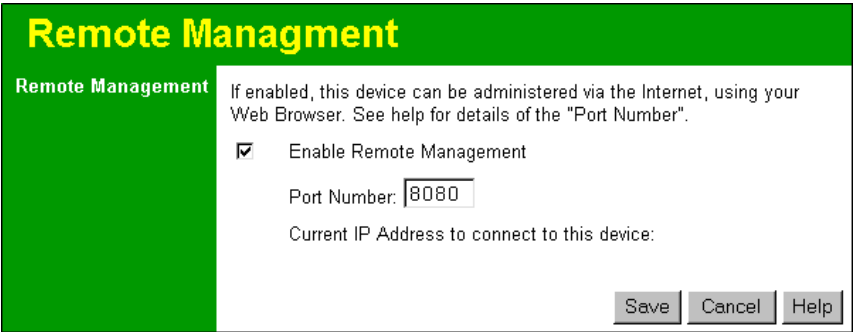 Remote Managment
Remote Management
If enabled, this device can be administered via the Internet, using your
Web Browser. See help for details of the "Port Number".
Enable Remote Management
Port Number: 8080
Current IP Address to connect to this device:
Save Cancel Help